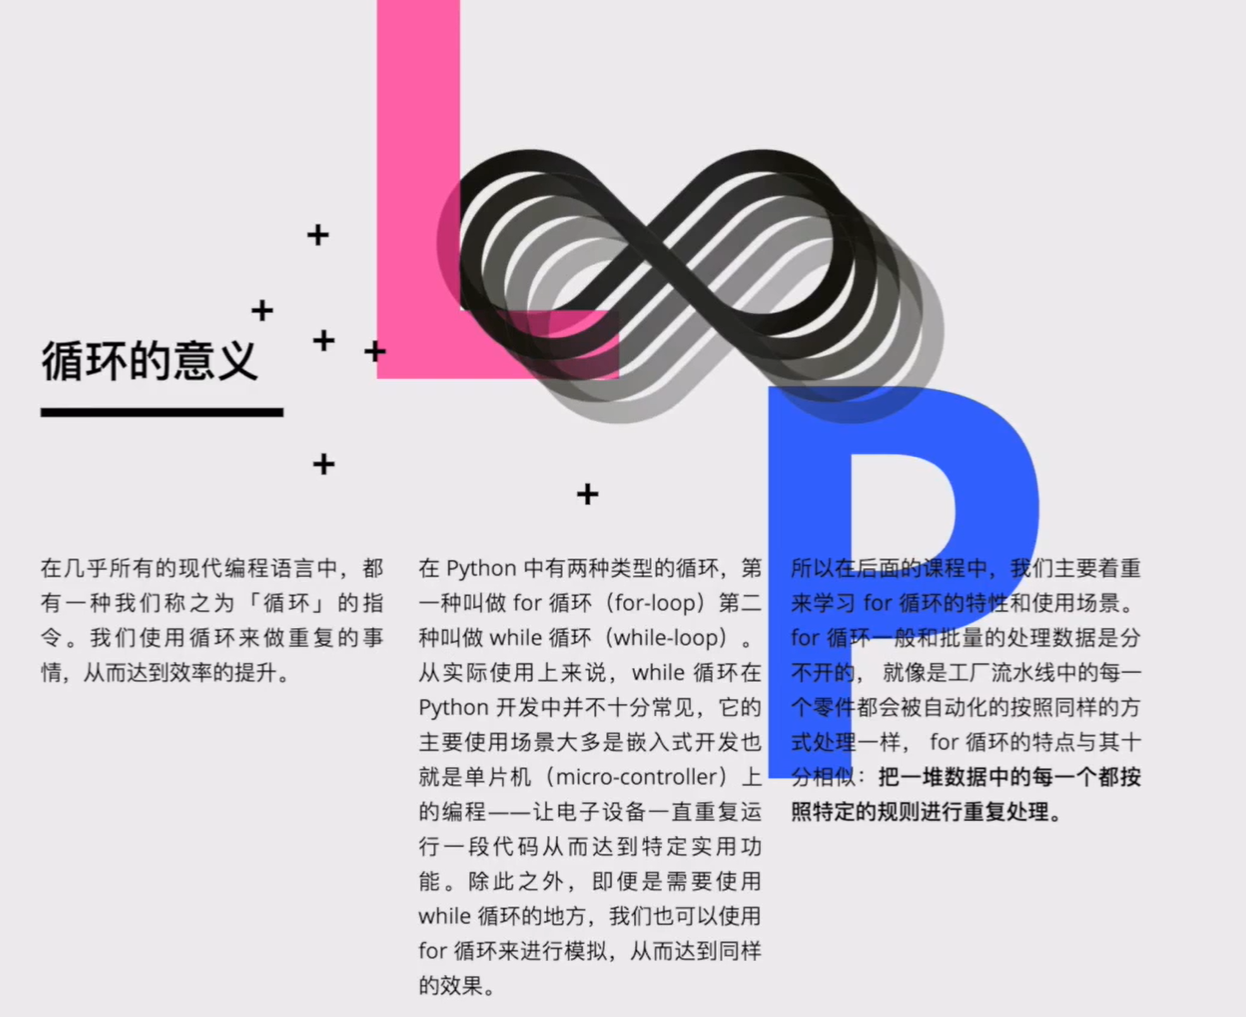 L
P
循环的意义
在几乎所有的现代编程语言中，都
有一种我们称之为「循环」的指
令。我们使用循环来做重复的事
情，从而达到效率的提升。
在 Python 中有两种类型的循环，第
一种叫做 for 循环（for-loop）第二
种叫做 while 循环（while-loop）。
从实际使用上来说，while 循环在
Python 开发中并不十分常见，它的
主要使用场景大多是嵌入式开发也
就是单片机（micro-controller）上
的编程——让电子设备一直重复运
行一段代码从而达到特定实用功
能。除此之外，即便是需要使用
while 循环的地方，我们也可以使用
for 循环来进行模拟，从而达到同样
的效果。
所以在后面的课程中，我们主要着重
来学习 for 循环的特性和使用场景。
for 循环一般和批量的处理数据是分
不开的， 就像是工厂流水线中的每一
个零件都会被自动化的按照同样的方
式处理一样， for 循环的特点与其十
分相似：把一堆数据中的每一个都按
照特定的规则进行重复处理。